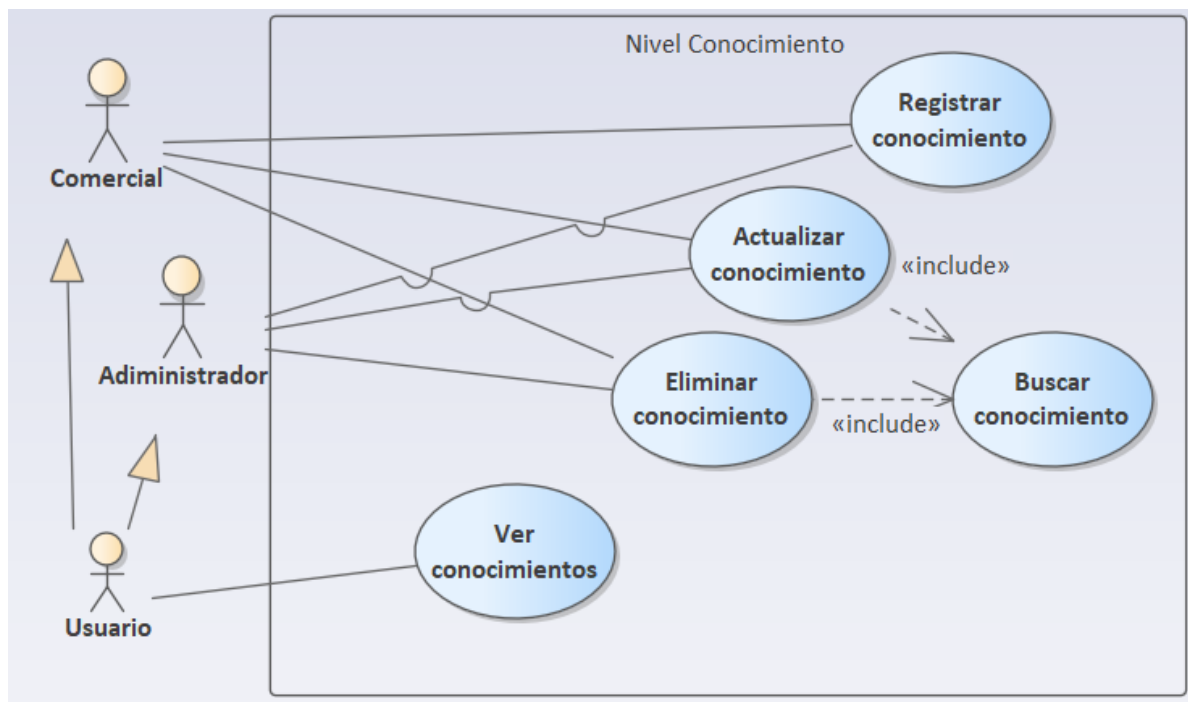 Nivel Conocimiento
Registrar
conocimiento
Comercial
Actualizar
conocimiento
«include»
Adiministrador
Eliminar
conocimiento
«include»
Buscar
conocimiento
Ver
conocimientos
Usuario